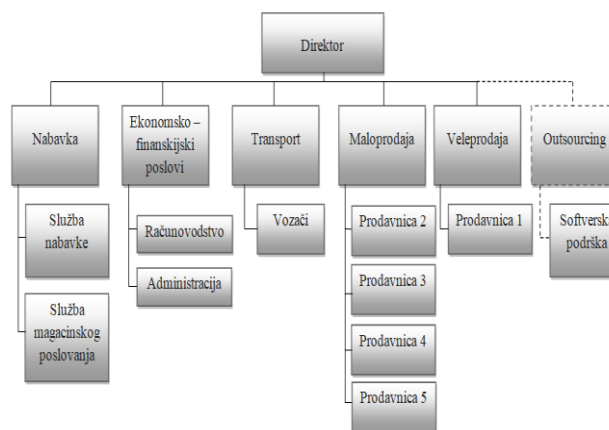 Direktor
Nabavka
Ekonomsko –
finanskijski
poslovi
Transport
Maloprodaja
Veleprodaja
Outsourcing
Služba
nabavke
Služba
magacinskog
poslovanja
Računovodstvo
Administracija
Vozači
Prodavnica 2
Prodavnica 3
Prodavnica 4
Prodavnica 5
Prodavnica 1
Softverska
podrška